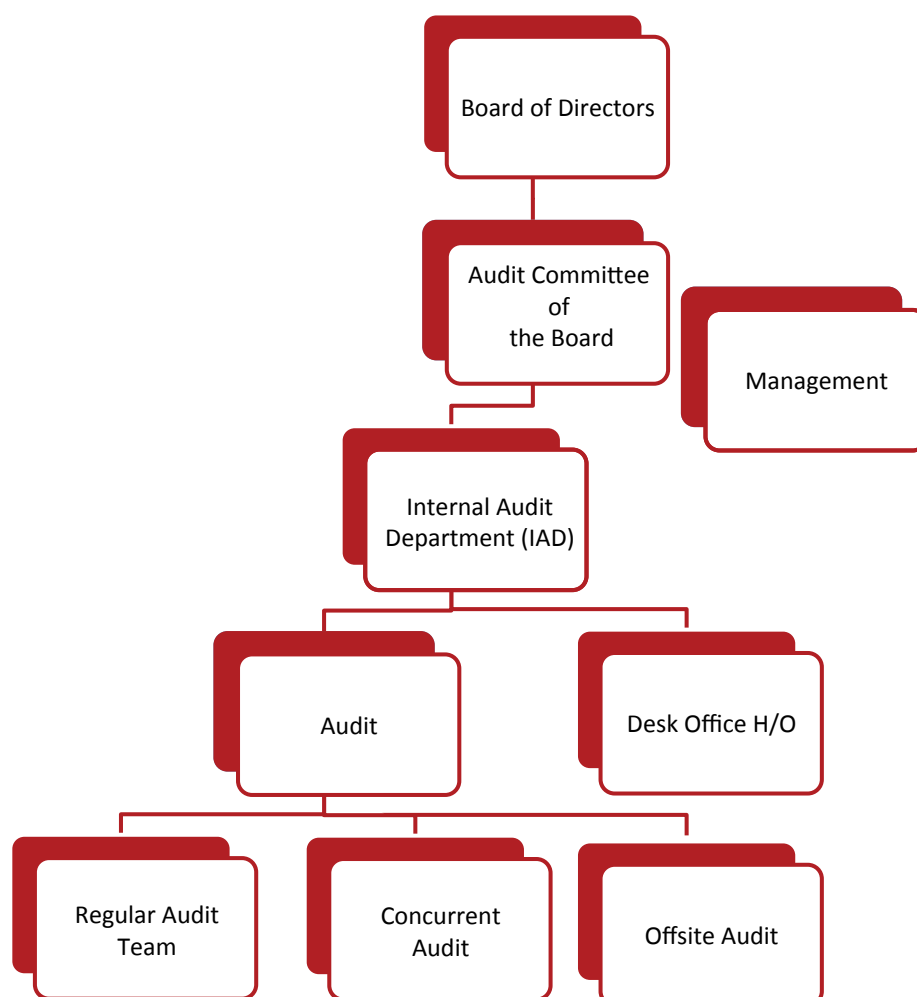 Board of Directors
Audit Committee
of
the Board
Management
Internal Audit
Department (IAD)
Audit
Desk Office H/O
Regular Audit
Team
Concurrent
Audit
Offsite Audit